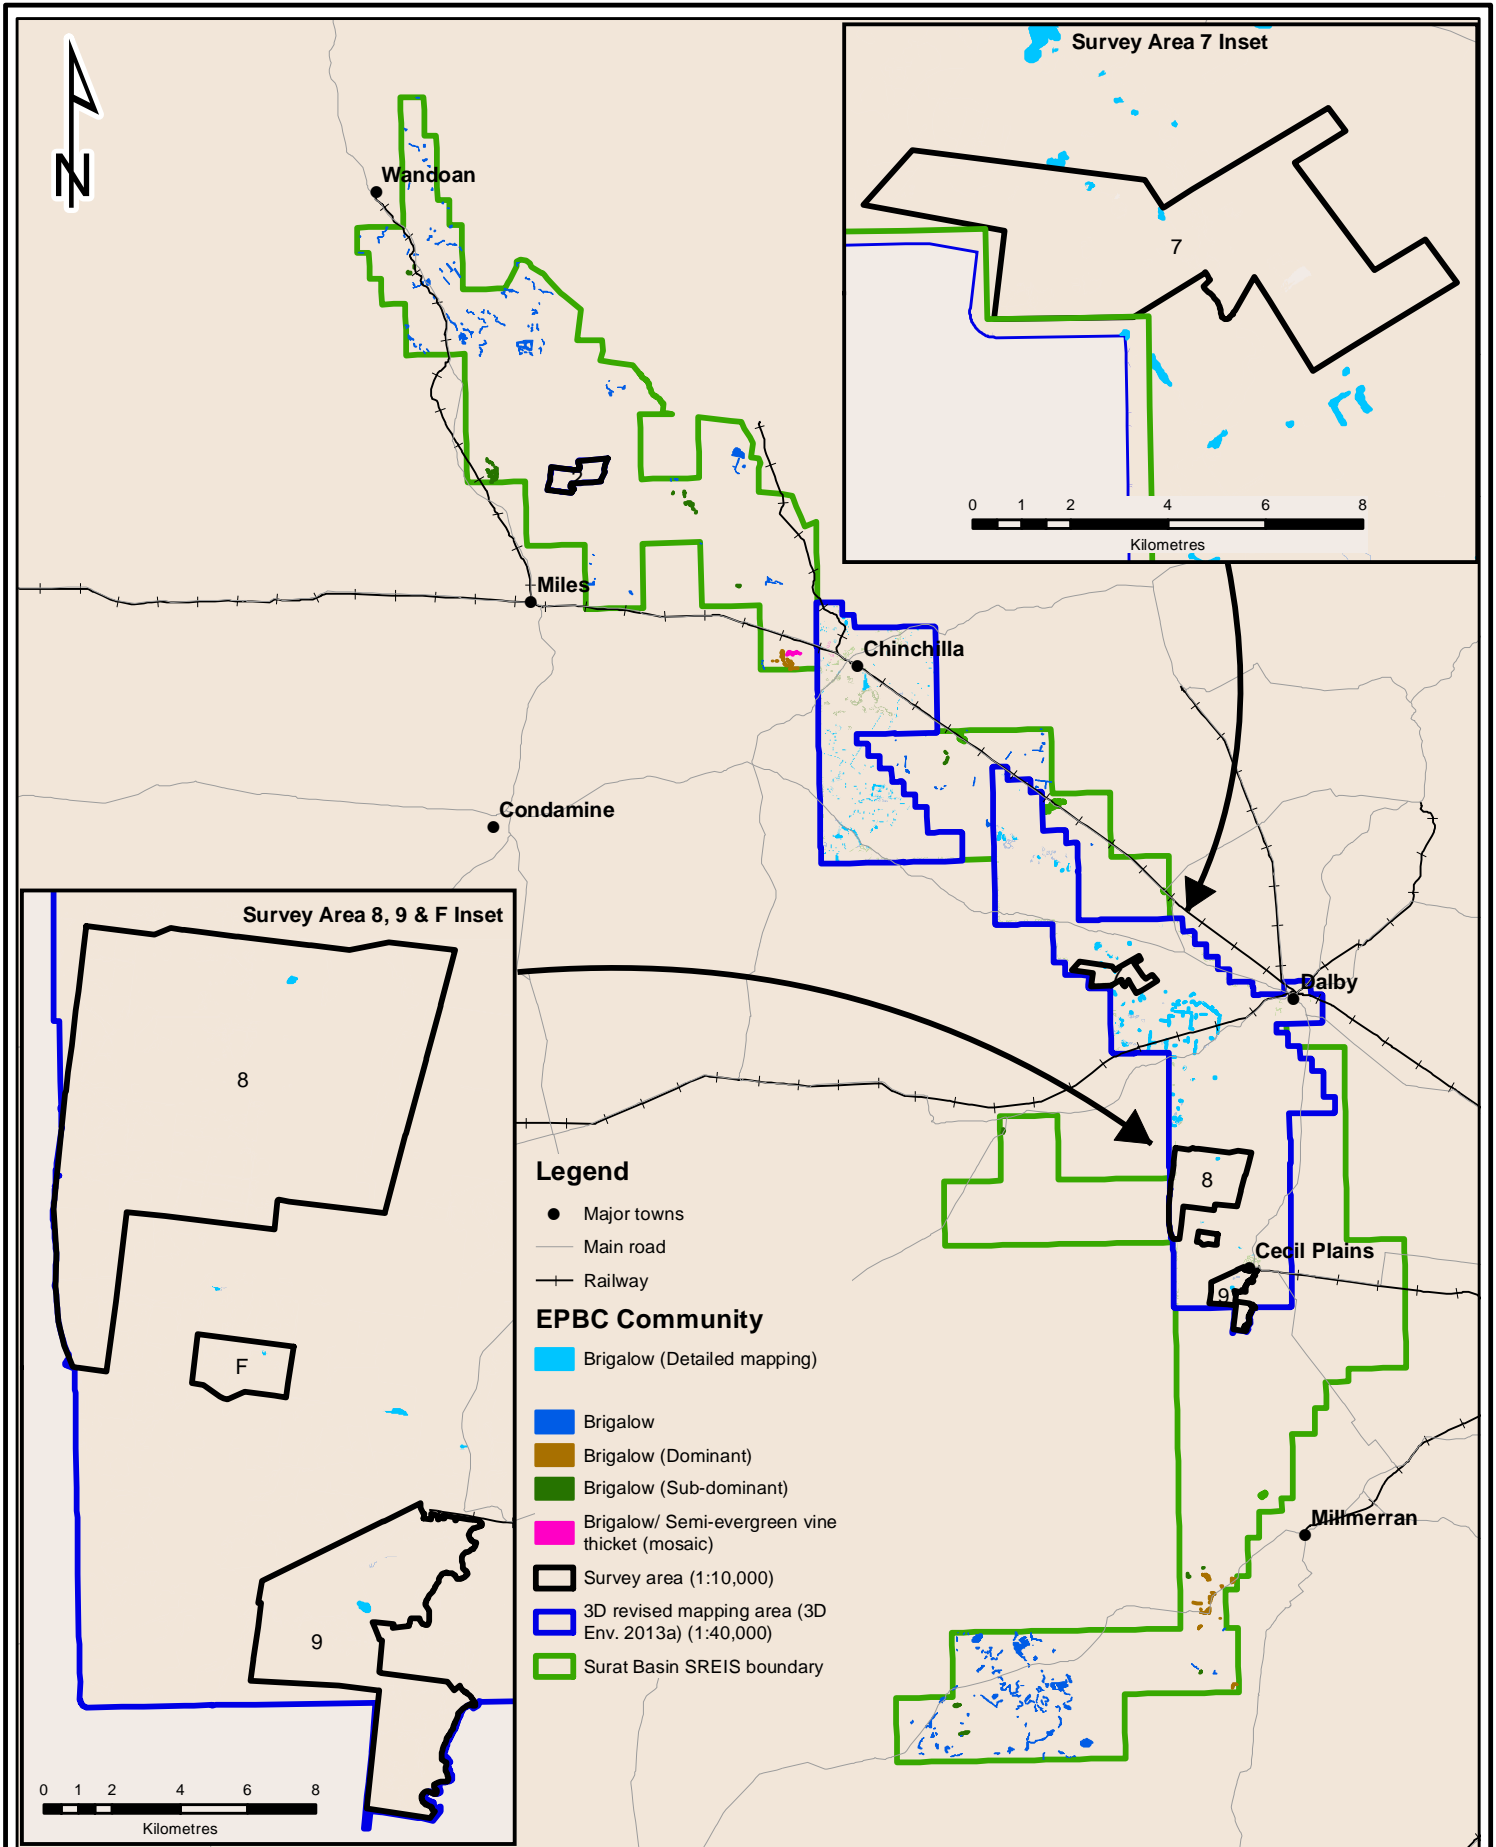 Survey Area 7 Inset
7
0 1 2 4 6 8
Kilometres
N
Wandoan
Miles
Chinchilla
Condamine
Dalby
8
Cecil Plains
9
Millmerran
Survey Area 8, 9 & F Inset
8
F
9
0 1 2 4 6 8
Kilometres
Legend
Major towns
Main road
Railway
EPBC Community
Brigalow (Detailed mapping)
Brigalow
Brigalow (Dominant)
Brigalow (Sub-dominant)
Brigalow/ Semi-evergreen vine
thicket (mosaic)
Survey area (1:10,000)
3D revised mapping area (3D
Env. 2013a) (1:40,000)
Surat Basin SREIS boundary